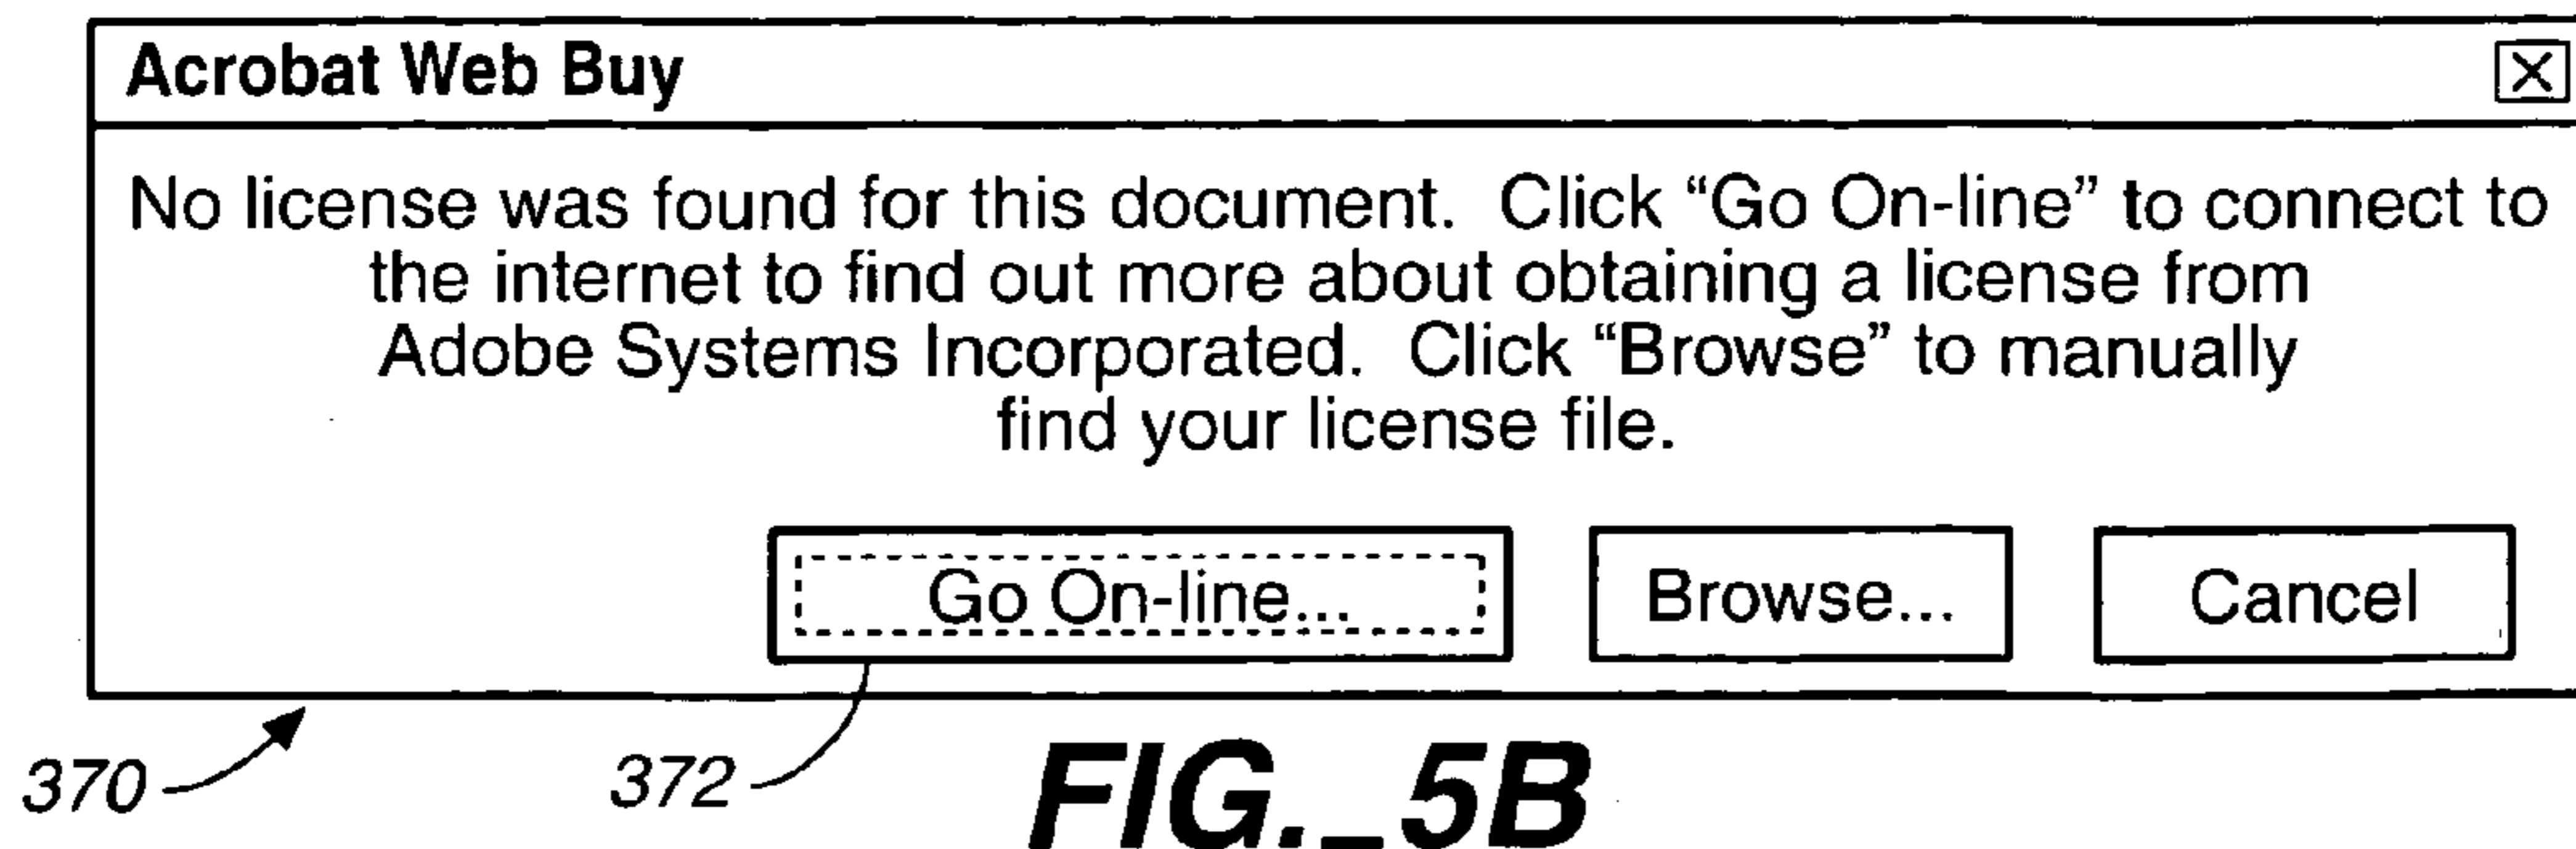 Acrobat Web Buy X
No license was found for this document. Click “Go On-line” to connect to
the internet to find out more about obtaining a license from
Adobe Systems Incorporated. Click “Browse” to manually
find your license file.
Go On-line... Browse... Cancel
370 372 FIG._5B